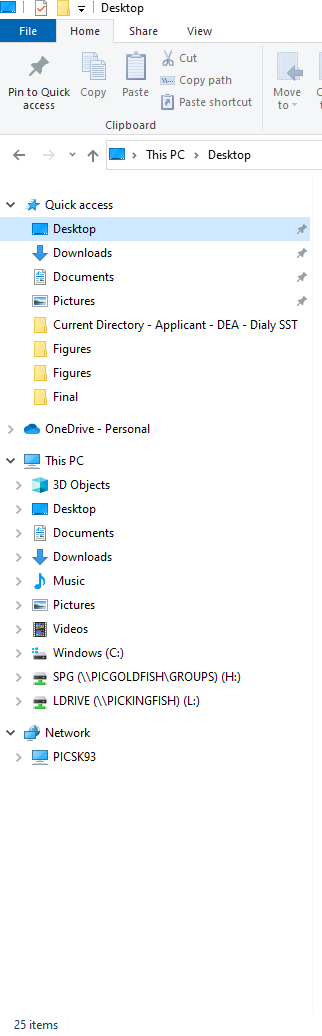 Desktop
File Home Share View
Pin to Quick access
Copy
Paste
Cut
Copy path
Paste shortcut
Move to
C
Clipboard
This PC > Desktop
Quick access
Desktop
Downloads
Documents
Pictures
Current Directory - Applicant - DEA - Dialy SST
Figures
Figures
Final
OneDrive - Personal
This PC
3D Objects
Desktop
Documents
Downloads
Music
Pictures
Videos
Windows (C:)
SPG (\\PICGOLDFISH\GROUPS) (H:)
LDRIVE (\\PICKINGFISH) (L:)
Network
PICSK93
25 items